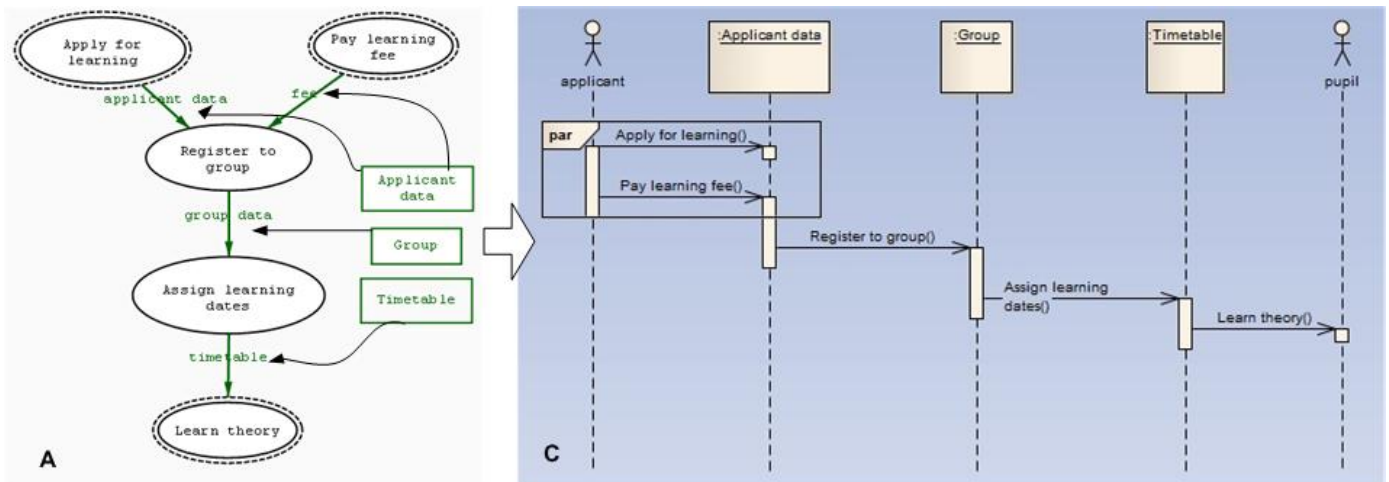 Apply for
learning
Pay learning
fee
applicant data
fee
Register to
group
Applicant
data
group data
Group
Assign learning
dates
Timetable
timetable
Learn theory
A
applicant
:Applicant data
:Group
:Timetable
pupil
par
Apply for learning()
Pay learning fee()
Register to group()
Assign learning
dates()
Learn theory()
C